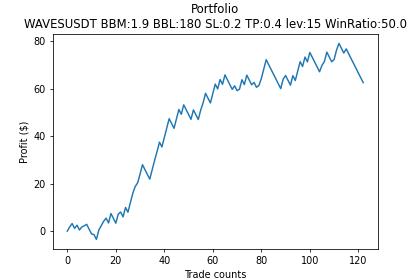 Portfolio
WAVESUSDT BBM:1.9 BBL:180 SL:0.2 TP:0.4 lev:15 WinRatio:50.0
80
60
40
20
0
Profit ($)
0 20 40 60 80 100 120
Trade counts